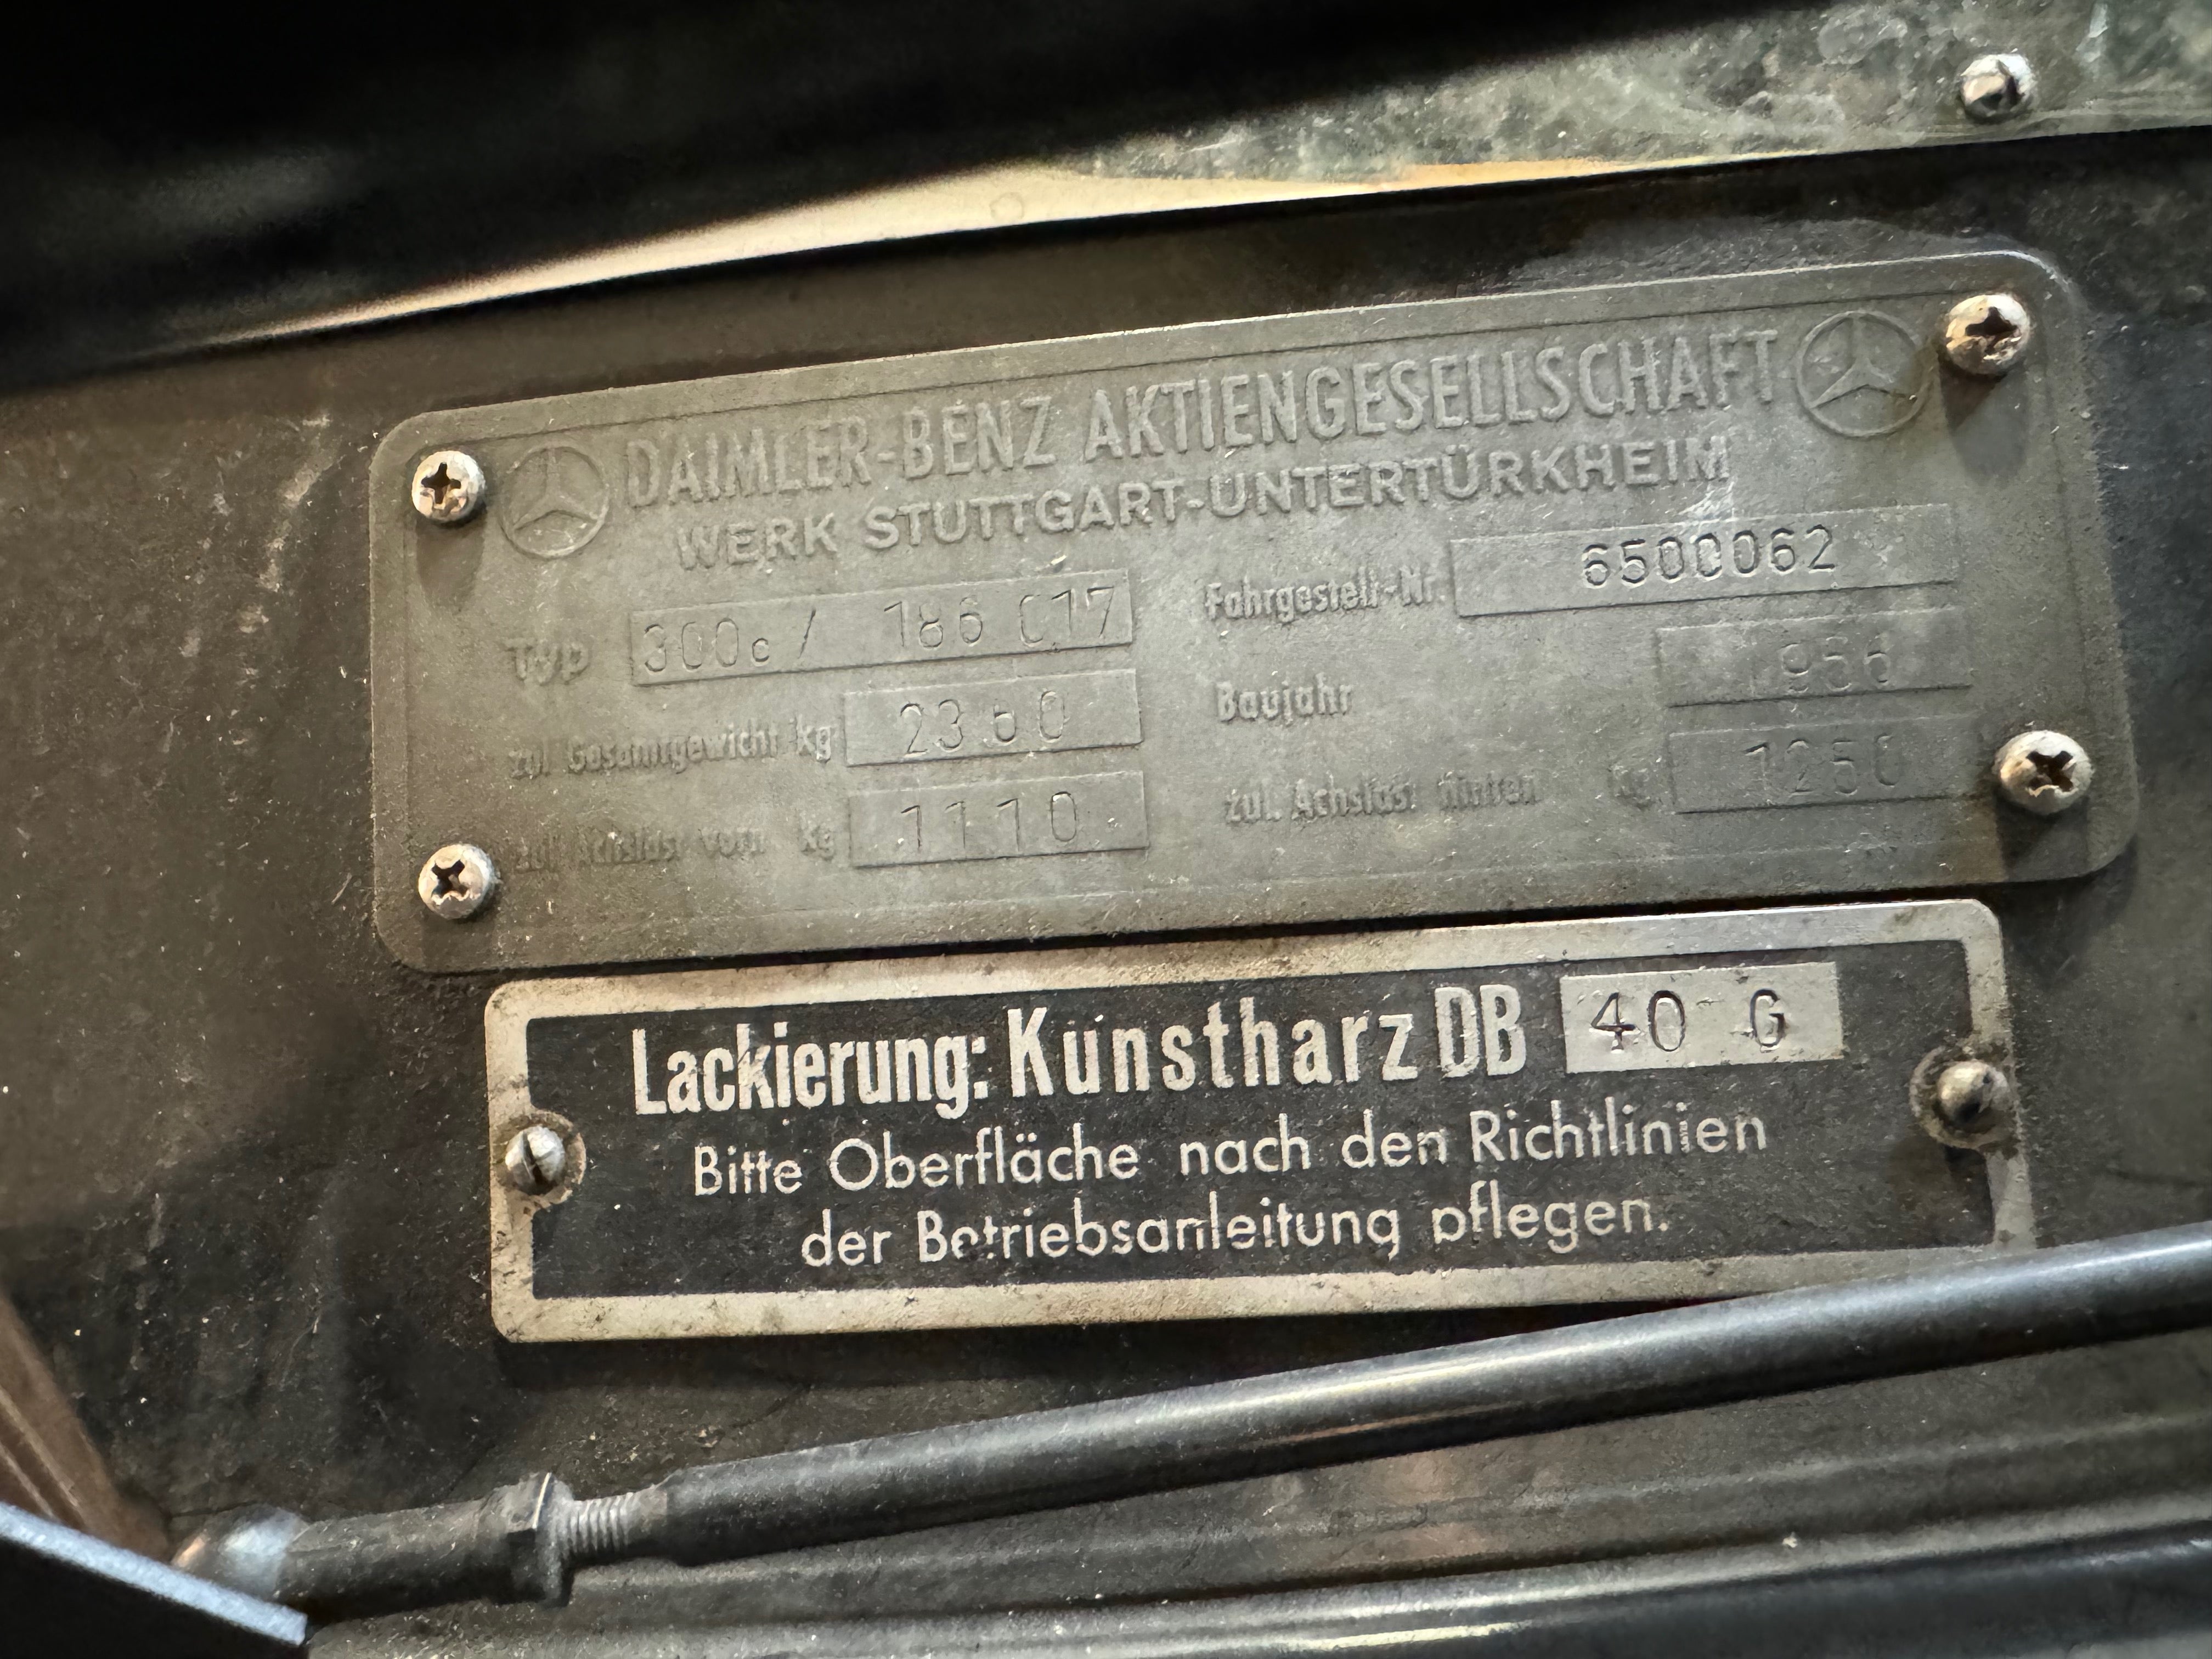 DAIMLER-BENZ AKTIENGESELLSCHAFT
WERK STUTTGART-UNTERTÜRKHEIM
Typ 300c / 186 017 Fahrgestell-Nr. 6500062
zul. Gesamtgewicht kg 2360 Baujahr 1956
zul. Achslast vorn kg 1110 zul. Achslast hinten kg 1250
Lackierung: Kunstharz DB 40 G
Bitte Oberfläche nach den Richtlinien
der Betriebsanleitung pflegen.